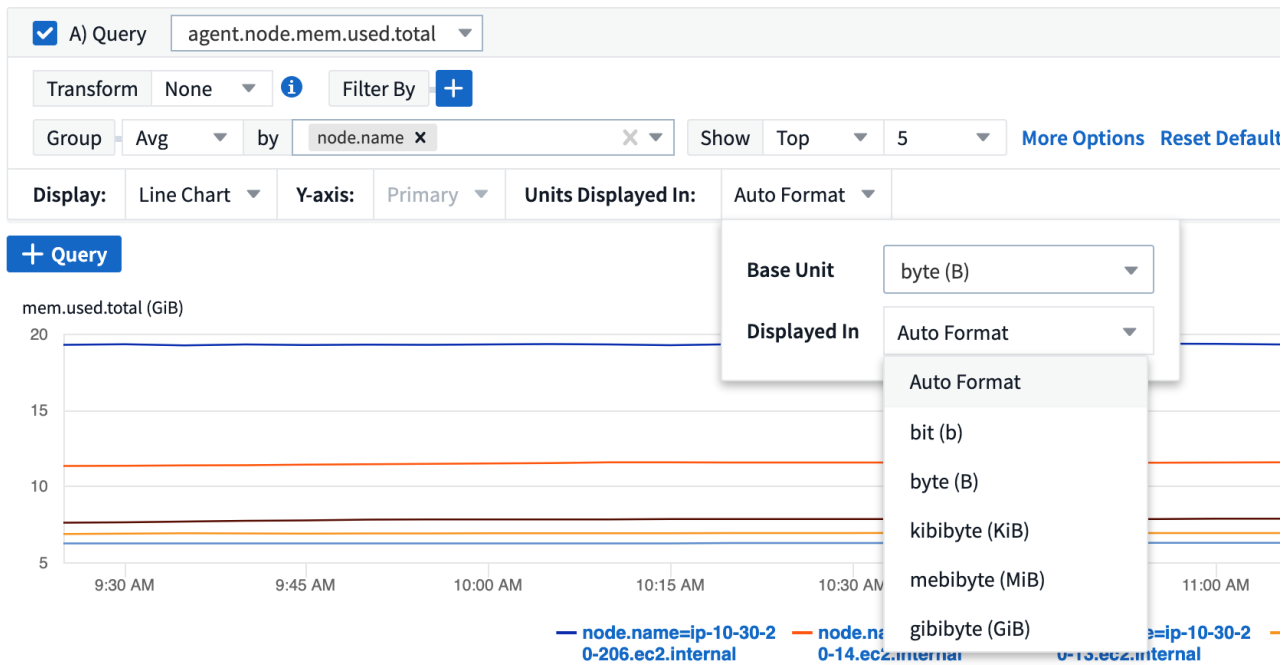 A) Query agent.node.mem.used.total
Transform None i Filter By +
Group Avg by node.name × Show Top 5 More Options Reset Default
Display: Line Chart Y-axis: Primary Units Displayed In: Auto Format
+ Query
Base Unit byte (B)
Displayed In Auto Format
Auto Format
bit (b)
byte (B)
kibibyte (KiB)
mebibyte (MiB)
gibibyte (GiB)
mem.used.total (GiB)
20
15
10
5
9:30 AM 9:45 AM 10:00 AM 10:15 AM 10:30 AM 11:00 AM
node.name=ip-10-30-2
0-206.ec2.internal
node.na
0-14.ec2.internal
e=ip-10-30-2
0-13.ec2.internal